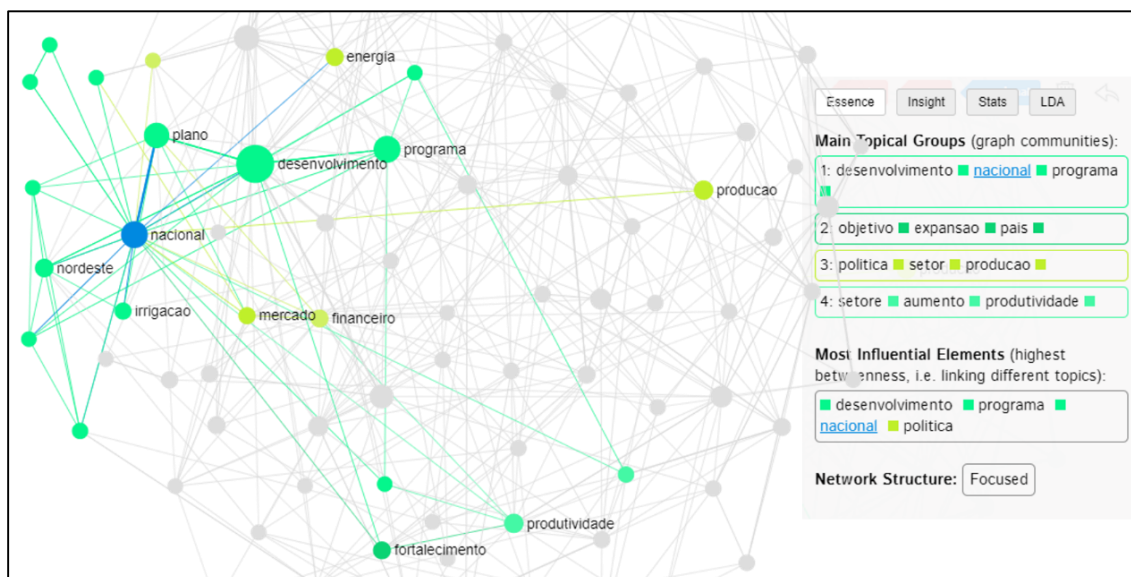 energia
plano
programa
desenvolvimento
producao
nacional
nordeste
irrigacao
mercado
financeiro
produtividade
fortalecimento
Essence Insight Stats LDA
Main Topical Groups (graph communities):
1: desenvolvimento nacional programa
2: objetivo expansao pais
3: politica setor producao
4: setore aumento produtividade
Most Influential Elements (highest
betweenness, i.e. linking different topics):
desenvolvimento programa
nacional politica
Network Structure: Focused